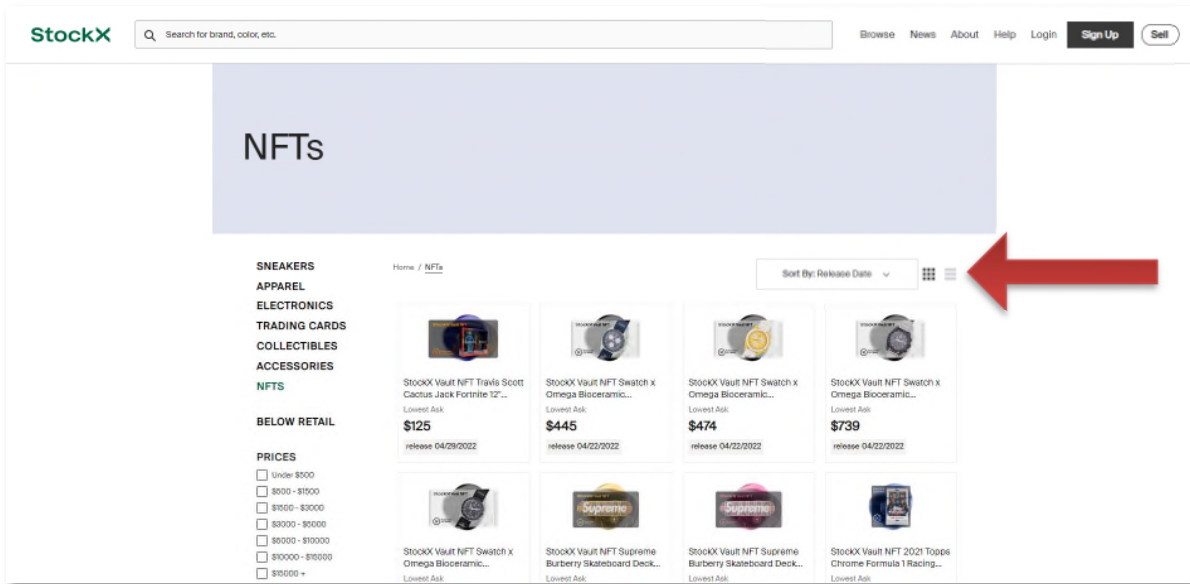 StockX
Search for brand, color, etc.
Browse News About Help Login Sign Up Sell
NFTs
SNEAKERS
APPAREL
ELECTRONICS
TRADING CARDS
COLLECTIBLES
ACCESSORIES
NFTS
BELOW RETAIL
PRICES
Under $500
$500 - $1500
$1500 - $3000
$3000 - $5000
$5000 - $10000
$10000 - $15000
$15000 +
Home / NFTs
Sort By: Release Date
StockX Vault NFT Travis Scott
Cactus Jack Fortnite 12"...
Lowest Ask
$125
release 04/29/2022
StockX Vault NFT Swatch x
Omega Bioceramic...
Lowest Ask
$445
release 04/22/2022
StockX Vault NFT Swatch x
Omega Bioceramic...
Lowest Ask
$474
release 04/22/2022
StockX Vault NFT Swatch x
Omega Bioceramic...
Lowest Ask
$739
release 04/22/2022
StockX Vault NFT Swatch x
Omega Bioceramic...
Lowest Ask
Supreme
StockX Vault NFT Supreme
Burberry Skateboard Deck...
Lowest Ask
Supreme
StockX Vault NFT Supreme
Burberry Skateboard Deck...
Lowest Ask
StockX Vault NFT 2021 Topps
Chrome Formula 1 Racing...
Lowest Ask